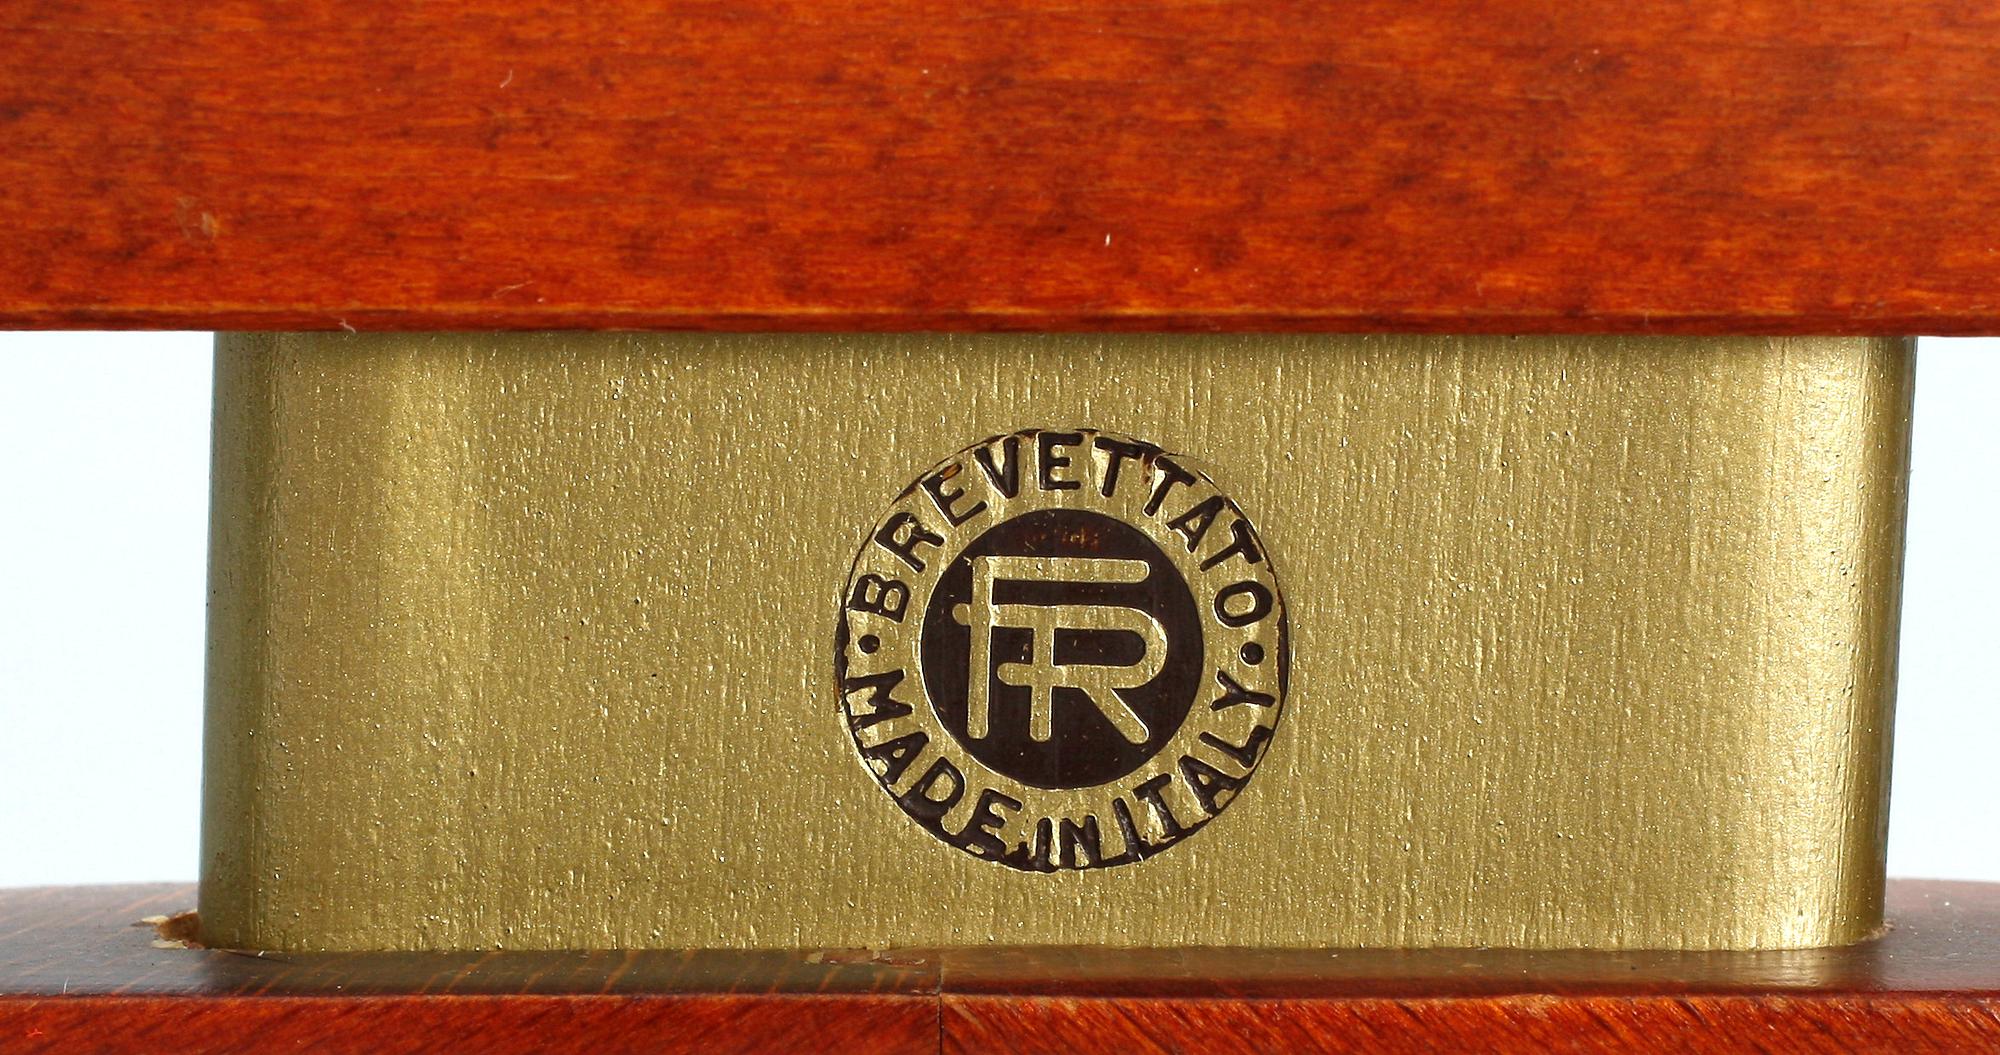 · BREVETTATO ·
FR
MADE IN ITALY